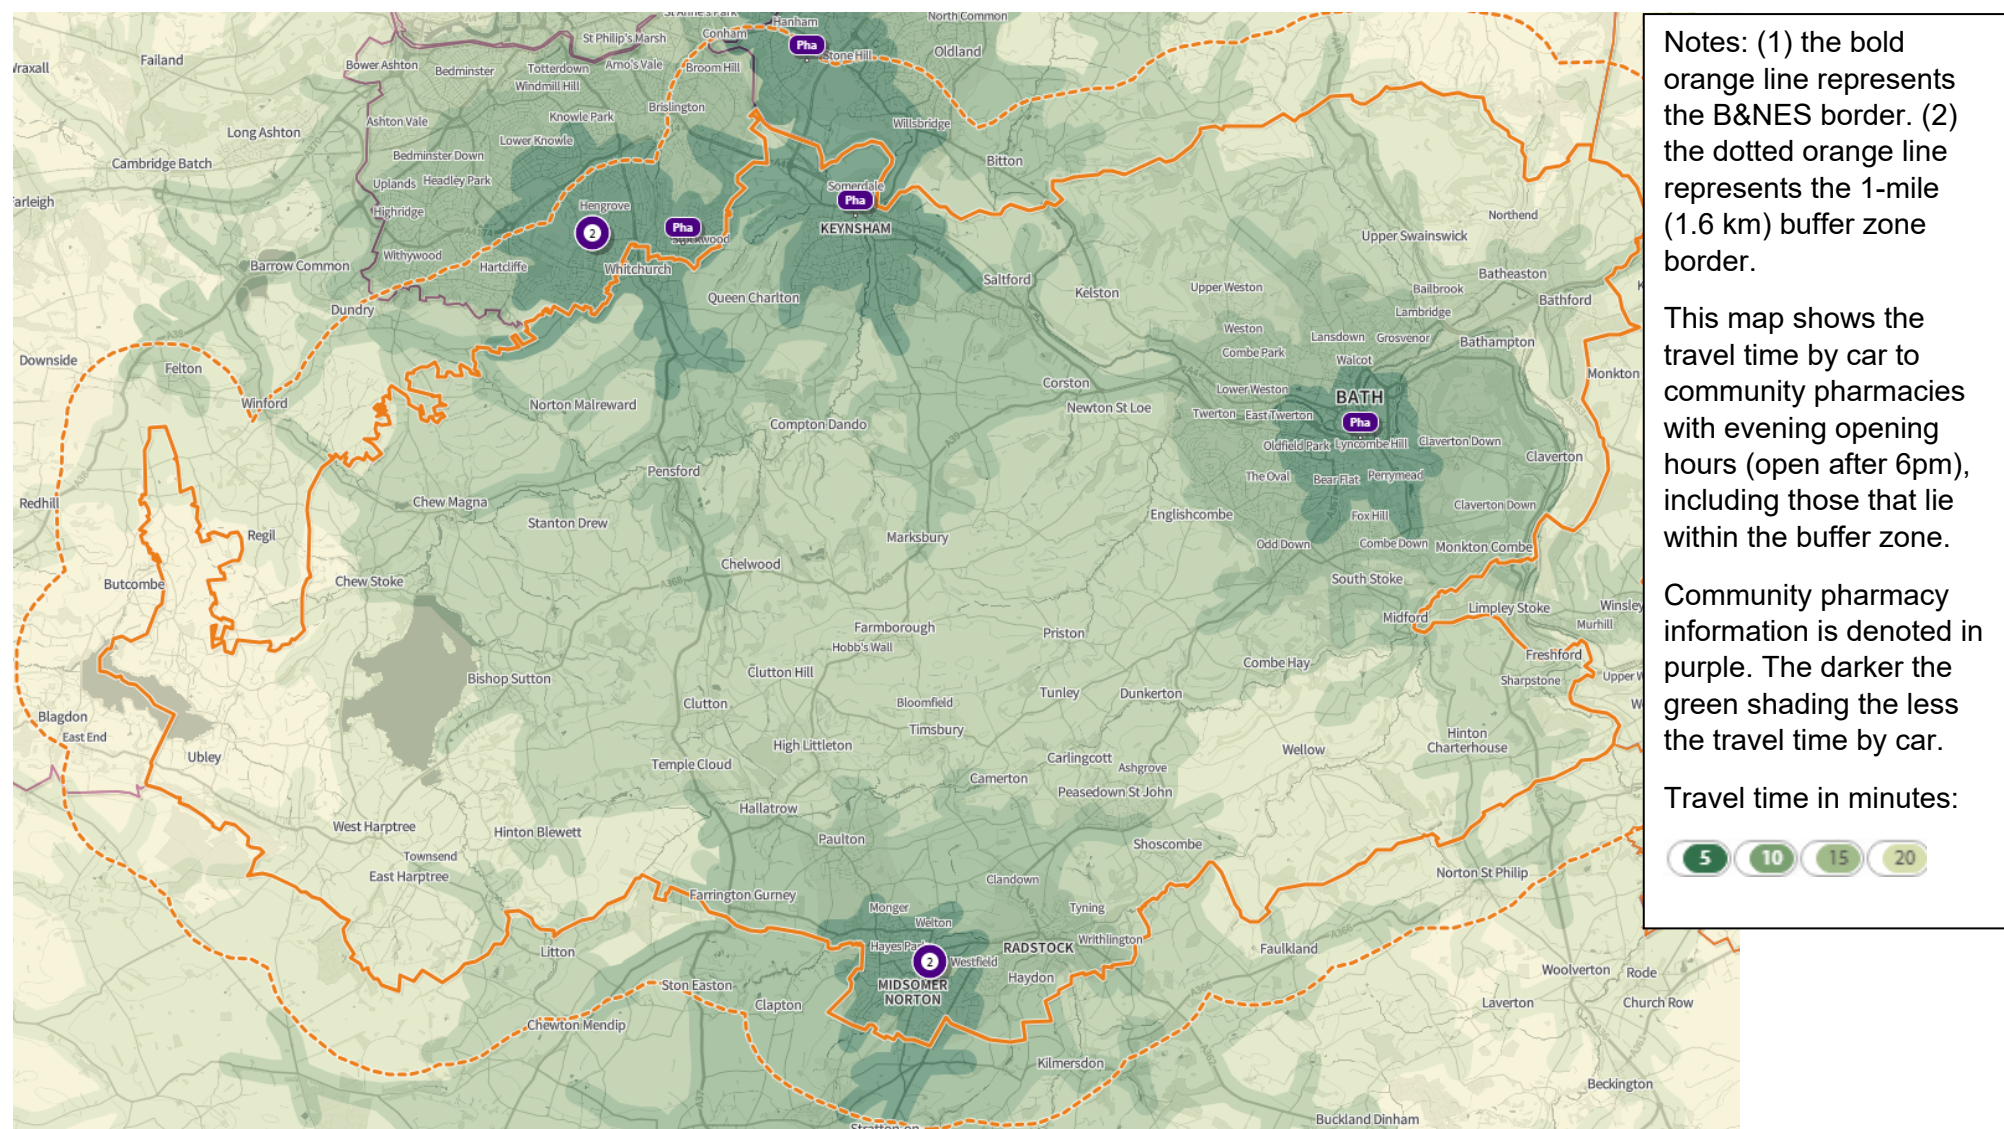 St Anne's Park
Hanham
North Common
Conham
St Philip's Marsh
Pha
Stone Hill
Oldland
Failand
Wraxall
Bower Ashton
Bedminster
Totterdown
Arno's Vale
Broom Hill
Windmill Hill
Brislington
Knowle Park
Willsbridge
Ashton Vale
Long Ashton
Lower Knowle
Cambridge Batch
Bedminster Down
Bitton
Uplands
Headley Park
Somerdale
Pha
Farleigh
Highridge
Hengrove
2
Pha
Stockwood
KEYNSHAM
Northend
Upper Swainswick
Withywood
Hartcliffe
Whitchurch
Barrow Common
Queen Charlton
Saltford
Kelston
Upper Weston
Batheaston
Bailbrook
Bathford
Lambridge
Dundry
Weston
Lansdown
Grosvenor
Bathampton
Combe Park
Walcot
Downside
Felton
Monkton
Corston
Lower Weston
BATH
Winford
Norton Malreward
Newton St Loe
Twerton
East Twerton
Compton Dando
Pha
Oldfield Park
Lyncombe Hill
Claverton Down
Claverton
Pensford
The Oval
Bear Flat
Perrymead
Redhill
Chew Magna
Stanton Drew
Englishcombe
Fox Hill
Claverton Down
Regil
Marksbury
Odd Down
Combe Down
Monkton Combe
Butcombe
Chew Stoke
Chelwood
A368
A368
A39
South Stoke
Limpley Stoke
Winsley
Midford
Murhill
Farmborough
Priston
Hobb's Wall
Freshford
Combe Hay
Clutton Hill
Bishop Sutton
Sharpstone
Upper W
Tunley
Dunkerton
Clutton
Bloomfield
Blagdon
East End
Timsbury
Hinton
Charterhouse
High Littleton
Wellow
Ubley
Temple Cloud
Carlingcott
Ashgrove
Camerton
Peasedown St John
Hallatrow
West Harptree
Hinton Blewett
Paulton
Shoscombe
Townsend
East Harptree
Clandown
Norton St Philip
Farrington Gurney
Monger
Tyning
Welton
Hayes Park
RADSTOCK
Writhlington
Litton
2
Westfield
Faulkland
Haydon
Ston Easton
MIDSOMER
NORTON
Woolverton
Rode
Clapton
Laverton
Church Row
Chewton Mendip
Kilmersdon
Beckington
Buckland Dinham
Stratton-on
Notes: (1) the bold
orange line represents
the B&NES border. (2)
the dotted orange line
represents the 1-mile
(1.6 km) buffer zone
border.
This map shows the
travel time by car to
community pharmacies
with evening opening
hours (open after 6pm),
including those that lie
within the buffer zone.
Community pharmacy
information is denoted in
purple. The darker the
green shading the less
the travel time by car.
Travel time in minutes:
5 10 15 20